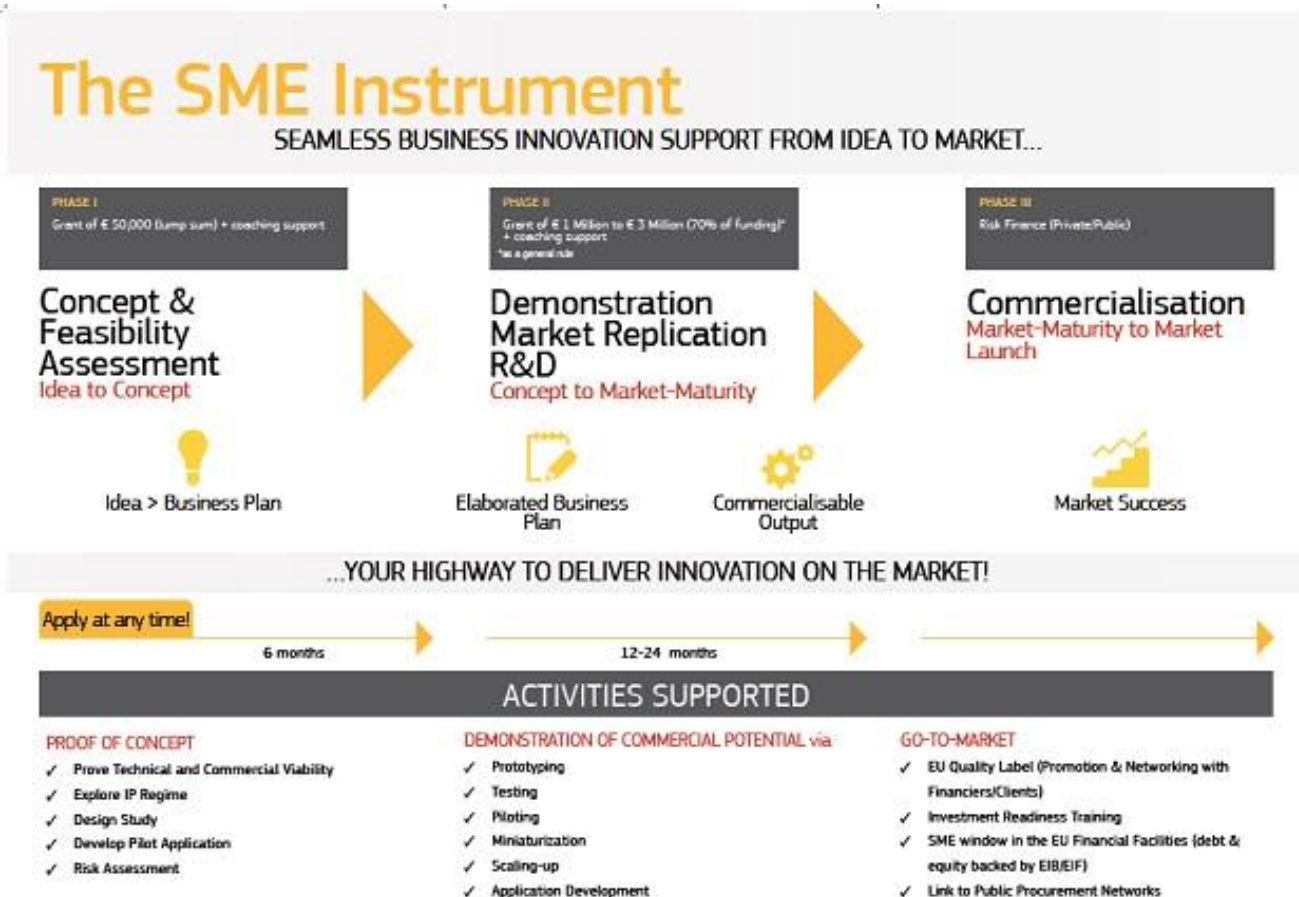 The SME Instrument
SEAMLESS BUSINESS INNOVATION SUPPORT FROM IDEA TO MARKET...
PHASE I
Grant of € 50,000 (lump sum) + coaching support
PHASE II
Grant of € 1 Million to € 3 Million (70% of funding)*
+ coaching support
*as a general rule
PHASE III
Risk Finance (Private/Public)
Concept &
Feasibility
Assessment
Idea to Concept
Demonstration
Market Replication
R&D
Concept to Market-Maturity
Commercialisation
Market-Maturity to Market
Launch
Idea > Business Plan
Elaborated Business
Plan
Commercialisable
Output
Market Success
...YOUR HIGHWAY TO DELIVER INNOVATION ON THE MARKET!
Apply at any time!
6 months
12-24 months
ACTIVITIES SUPPORTED
PROOF OF CONCEPT
✓ Prove Technical and Commercial Viability
✓ Explore IP Regime
✓ Design Study
✓ Develop Pilot Application
✓ Risk Assessment
DEMONSTRATION OF COMMERCIAL POTENTIAL via
✓ Prototyping
✓ Testing
✓ Piloting
✓ Miniaturization
✓ Scaling-up
✓ Application Development
GO-TO-MARKET
✓ EU Quality Label (Promotion & Networking with
Financiers/Clients)
✓ Investment Readiness Training
✓ SME window in the EU Financial Facilities (debt &
equity backed by EIB/EIF)
✓ Link to Public Procurement Networks